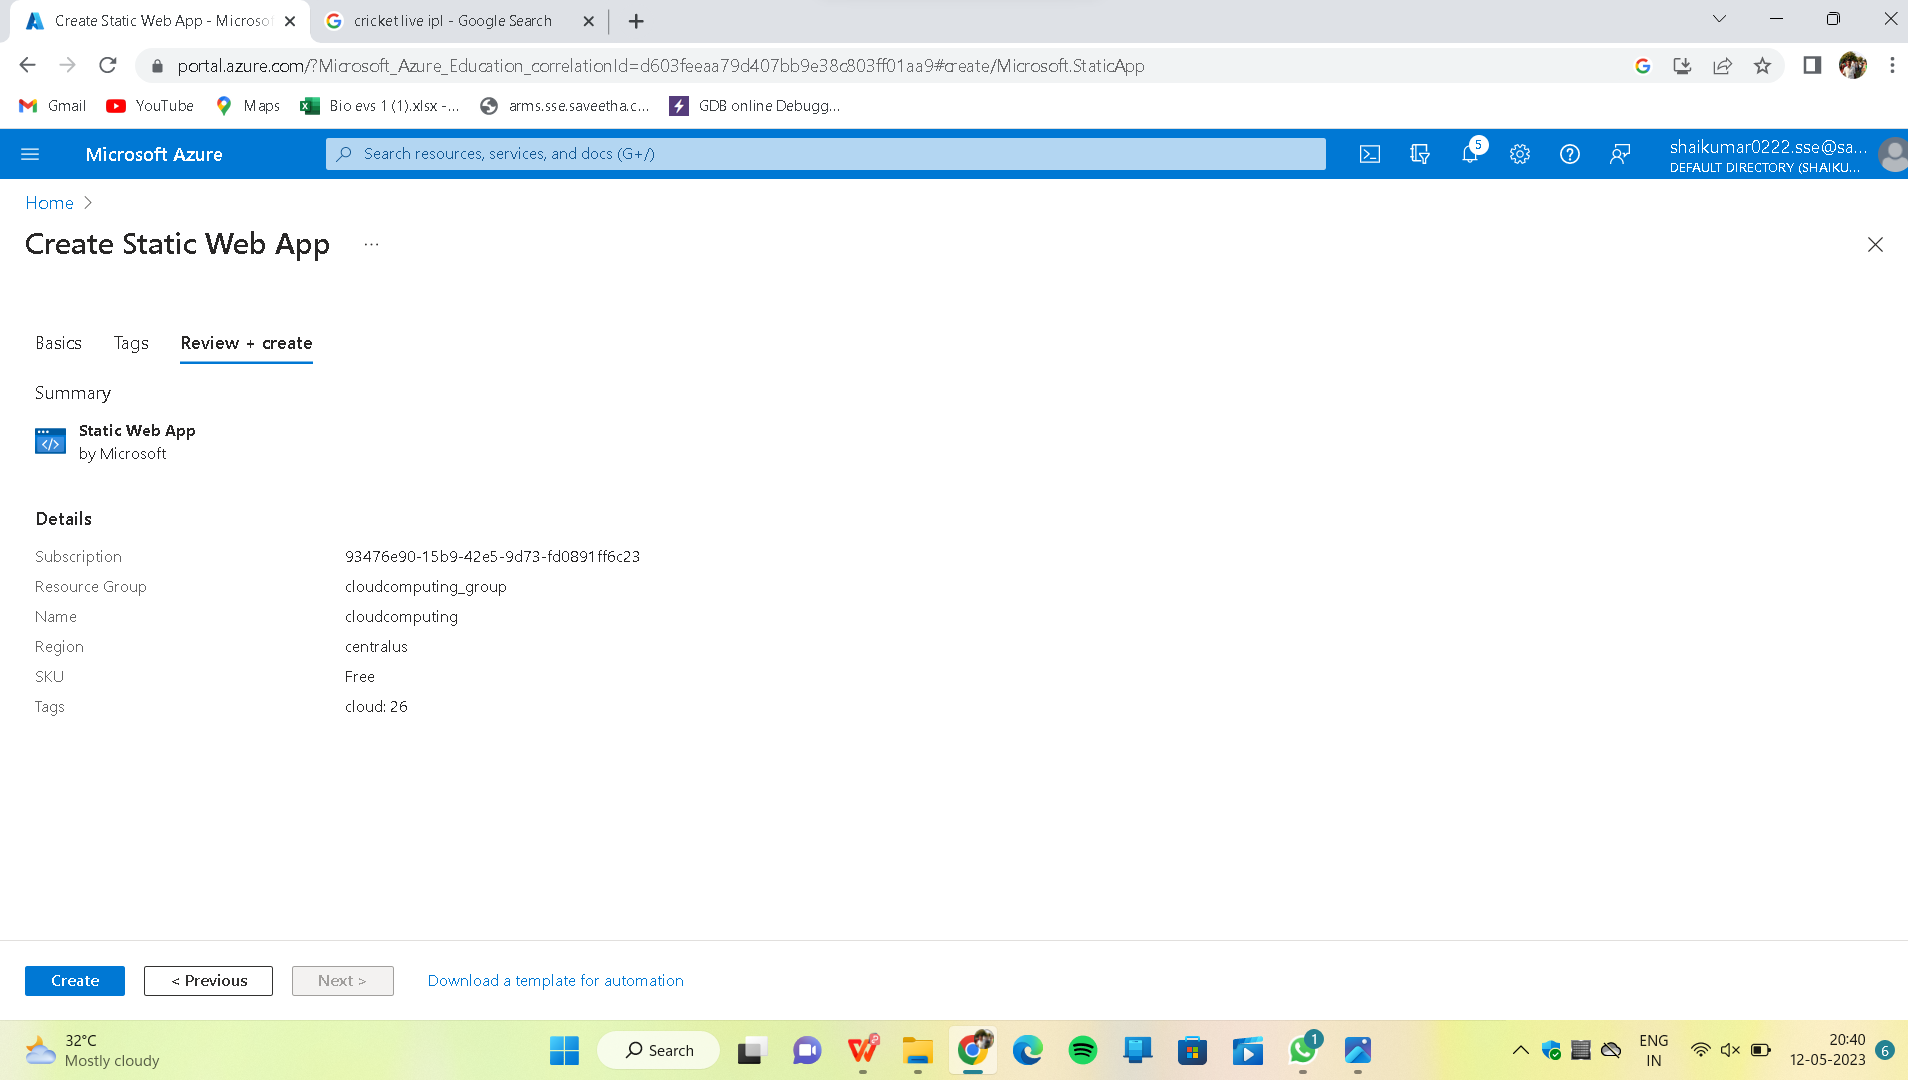 Create Static Web App - Microso
cricket live ipl - Google Search
portal.azure.com/?Microsoft_Azure_Education_correlationId=d603feeaa79d407bb9e38c803ff01aa9#create/Microsoft.StaticApp
Gmail
YouTube
Maps
Bio evs 1 (1).xlsx -...
arms.sse.saveetha.c...
GDB online Debugg...
Microsoft Azure
Search resources, services, and docs (G+/)
5
shaikumar0222.sse@sa...
DEFAULT DIRECTORY (SHAIKU...
Home
Create Static Web App
...
Basics
Tags
Review + create
Summary
Static Web App
by Microsoft
Details
Subscription 93476e90-15b9-42e5-9d73-fd0891ff6c23
Resource Group cloudcomputing_group
Name cloudcomputing
Region centralus
SKU Free
Tags cloud: 26
Create
< Previous
Next >
Download a template for automation
32°C
Mostly cloudy
Search
1
ENG
IN
20:40
12-05-2023
6